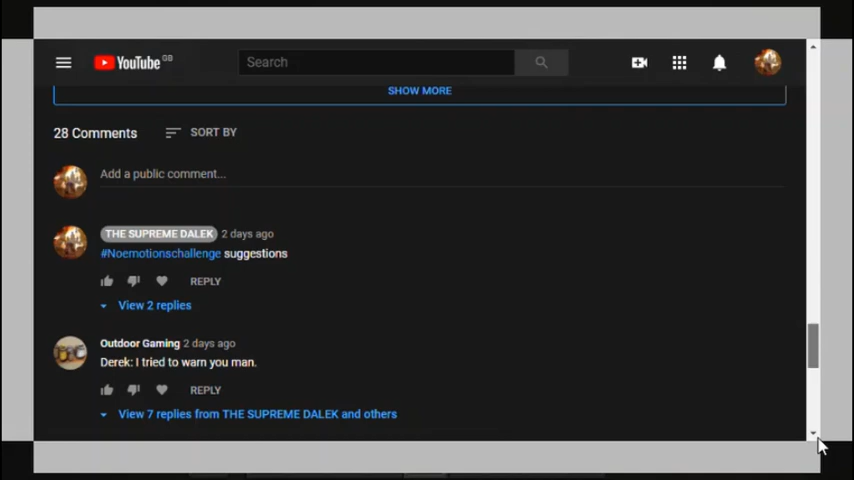 YouTube GB
Search
SHOW MORE
28 Comments SORT BY
Add a public comment...
THE SUPREME DALEK 2 days ago
#Noemotionschallenge suggestions
REPLY
View 2 replies
Outdoor Gaming 2 days ago
Derek: I tried to warn you man.
REPLY
View 7 replies from THE SUPREME DALEK and others